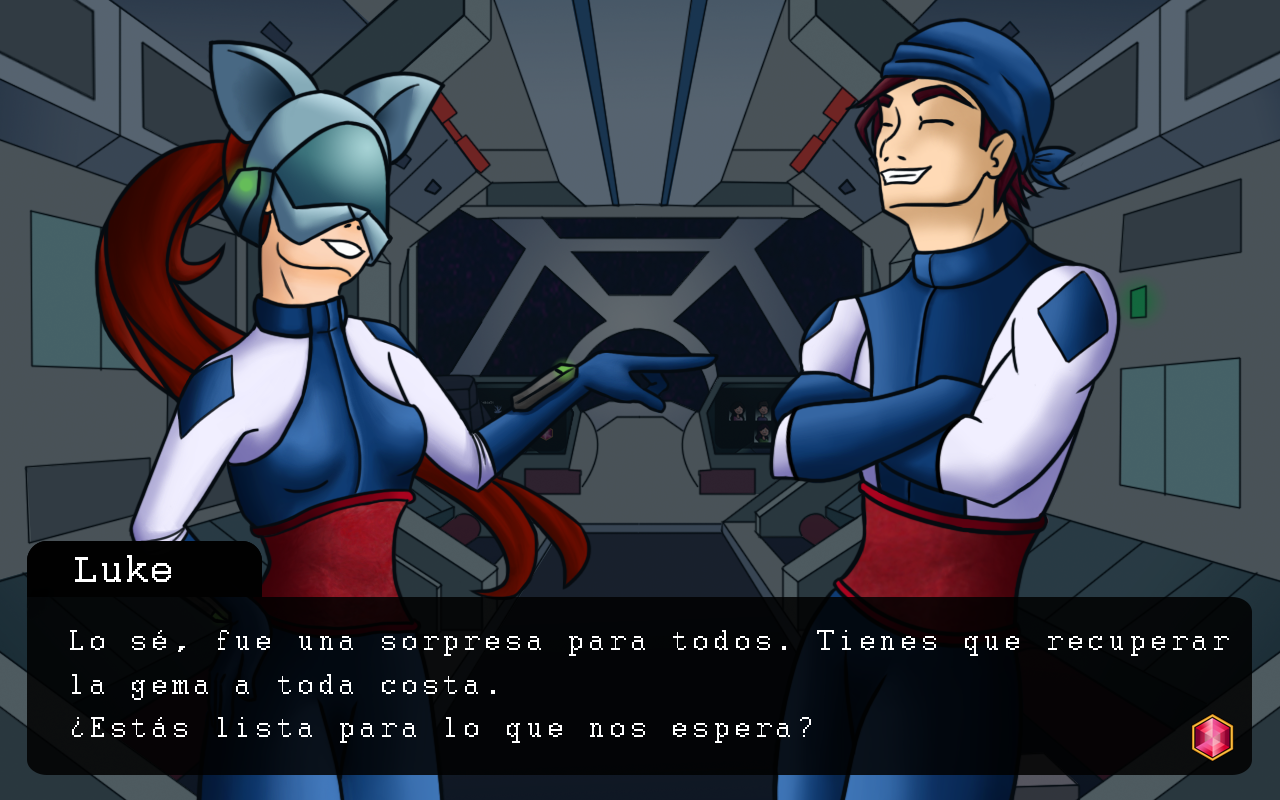 Luke
Lo sé, fue una sorpresa para todos. Tienes que recuperar
la gema a toda costa.
¿Estás lista para lo que nos espera?